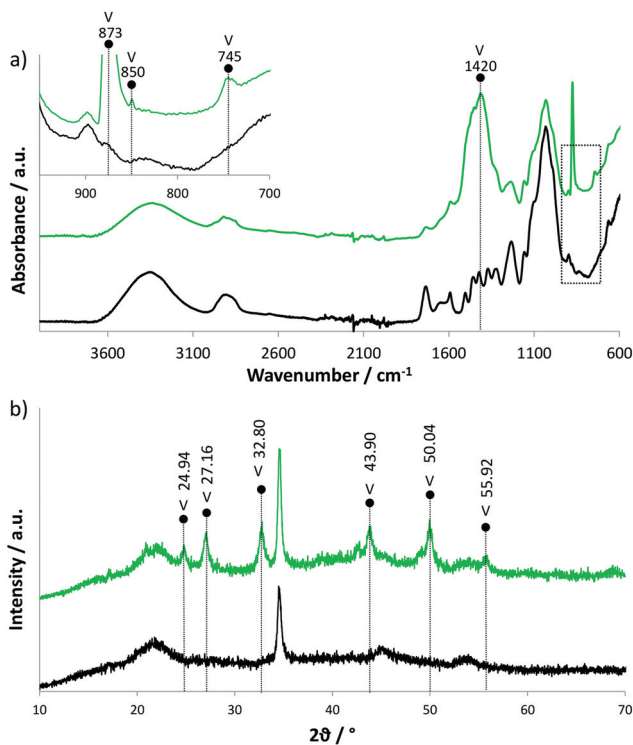 a)
V
873
V
850
V
745
V
1420
900
800
700
Absorbance / a.u.
3600
3100
2600
2100
1600
1100
600
Wavenumber / cm⁻¹
b)
V 24.94
V 27.16
V 32.80
V 43.90
V 50.04
V 55.92
Intensity / a.u.
10
20
30
40
50
60
70
2ϑ / °